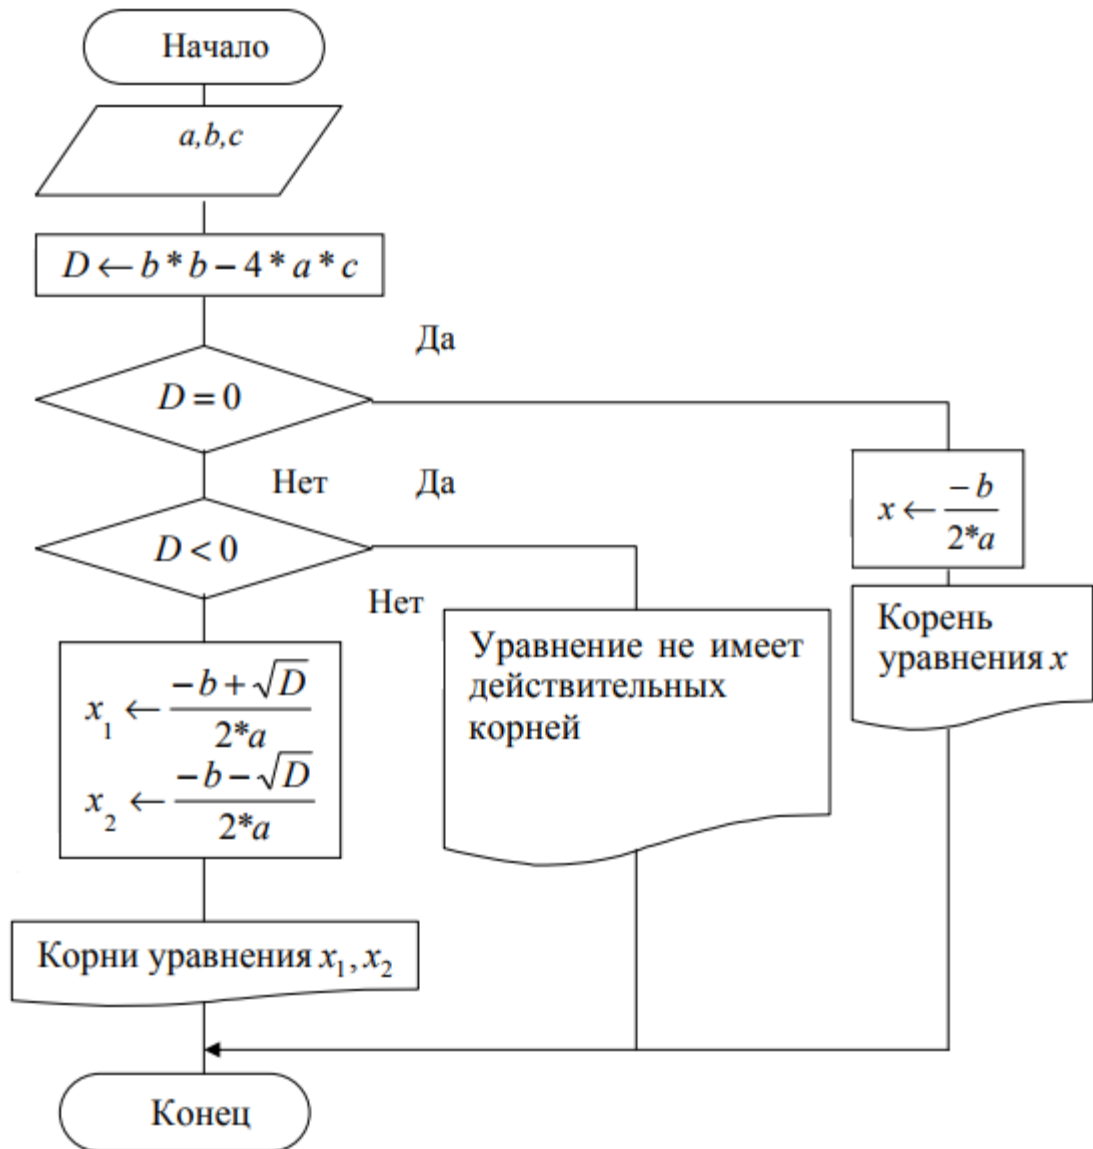 Начало
a,b,c
D ← b * b − 4 * a * c
Да
D = 0
Нет
Да
x ← −b / 2*a
D < 0
Нет
Корень
уравнения x
Уравнение не имеет
действительных
корней
x₁ ← −b + √D / 2*a
x₂ ← −b − √D / 2*a
Корни уравнения x₁, x₂
Конец